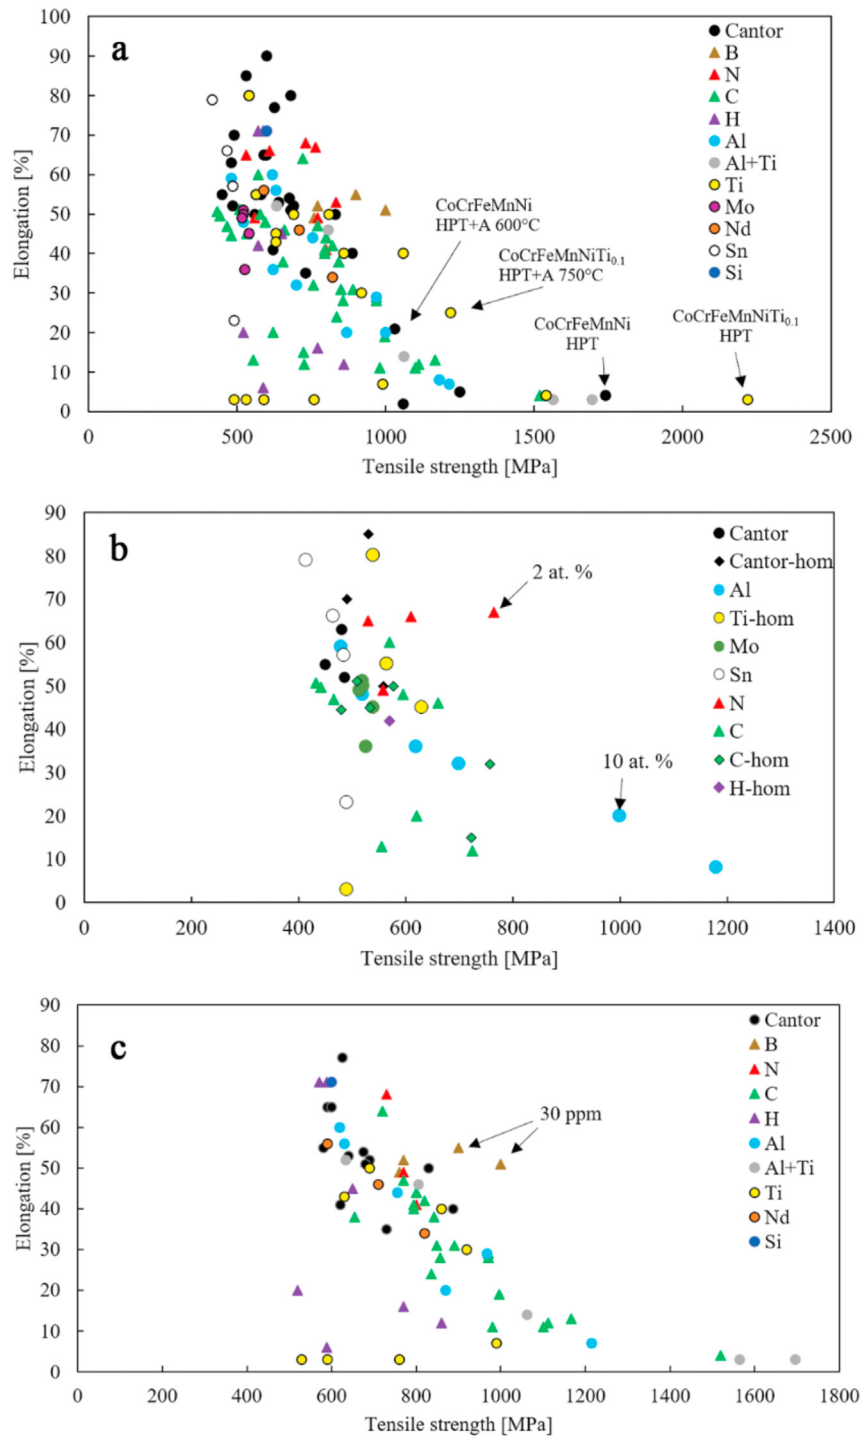 a
100
90
80
70
60
50
40
30
20
10
0
Elongation [%]
0 500 1000 1500 2000 2500
Tensile strength [MPa]
Cantor
B
N
C
H
Al
Al+Ti
Ti
Mo
Nd
Sn
Si
CoCrFeMnNi
HPT+A 600°C
CoCrFeMnNiTi0.1
HPT+A 750°C
CoCrFeMnNi
HPT
CoCrFeMnNiTi0.1
HPT
b
90
80
70
60
50
40
30
20
10
0
Elongation [%]
0 200 400 600 800 1000 1200 1400
Tensile strength [MPa]
2 at. %
10 at. %
Cantor
Cantor-hom
Al
Ti-hom
Mo
Sn
N
C
C-hom
H-hom
c
90
80
70
60
50
40
30
20
10
0
Elongation [%]
0 200 400 600 800 1000 1200 1400 1600 1800
Tensile strength [MPa]
30 ppm
Cantor
B
N
C
H
Al
Al+Ti
Ti
Nd
Si